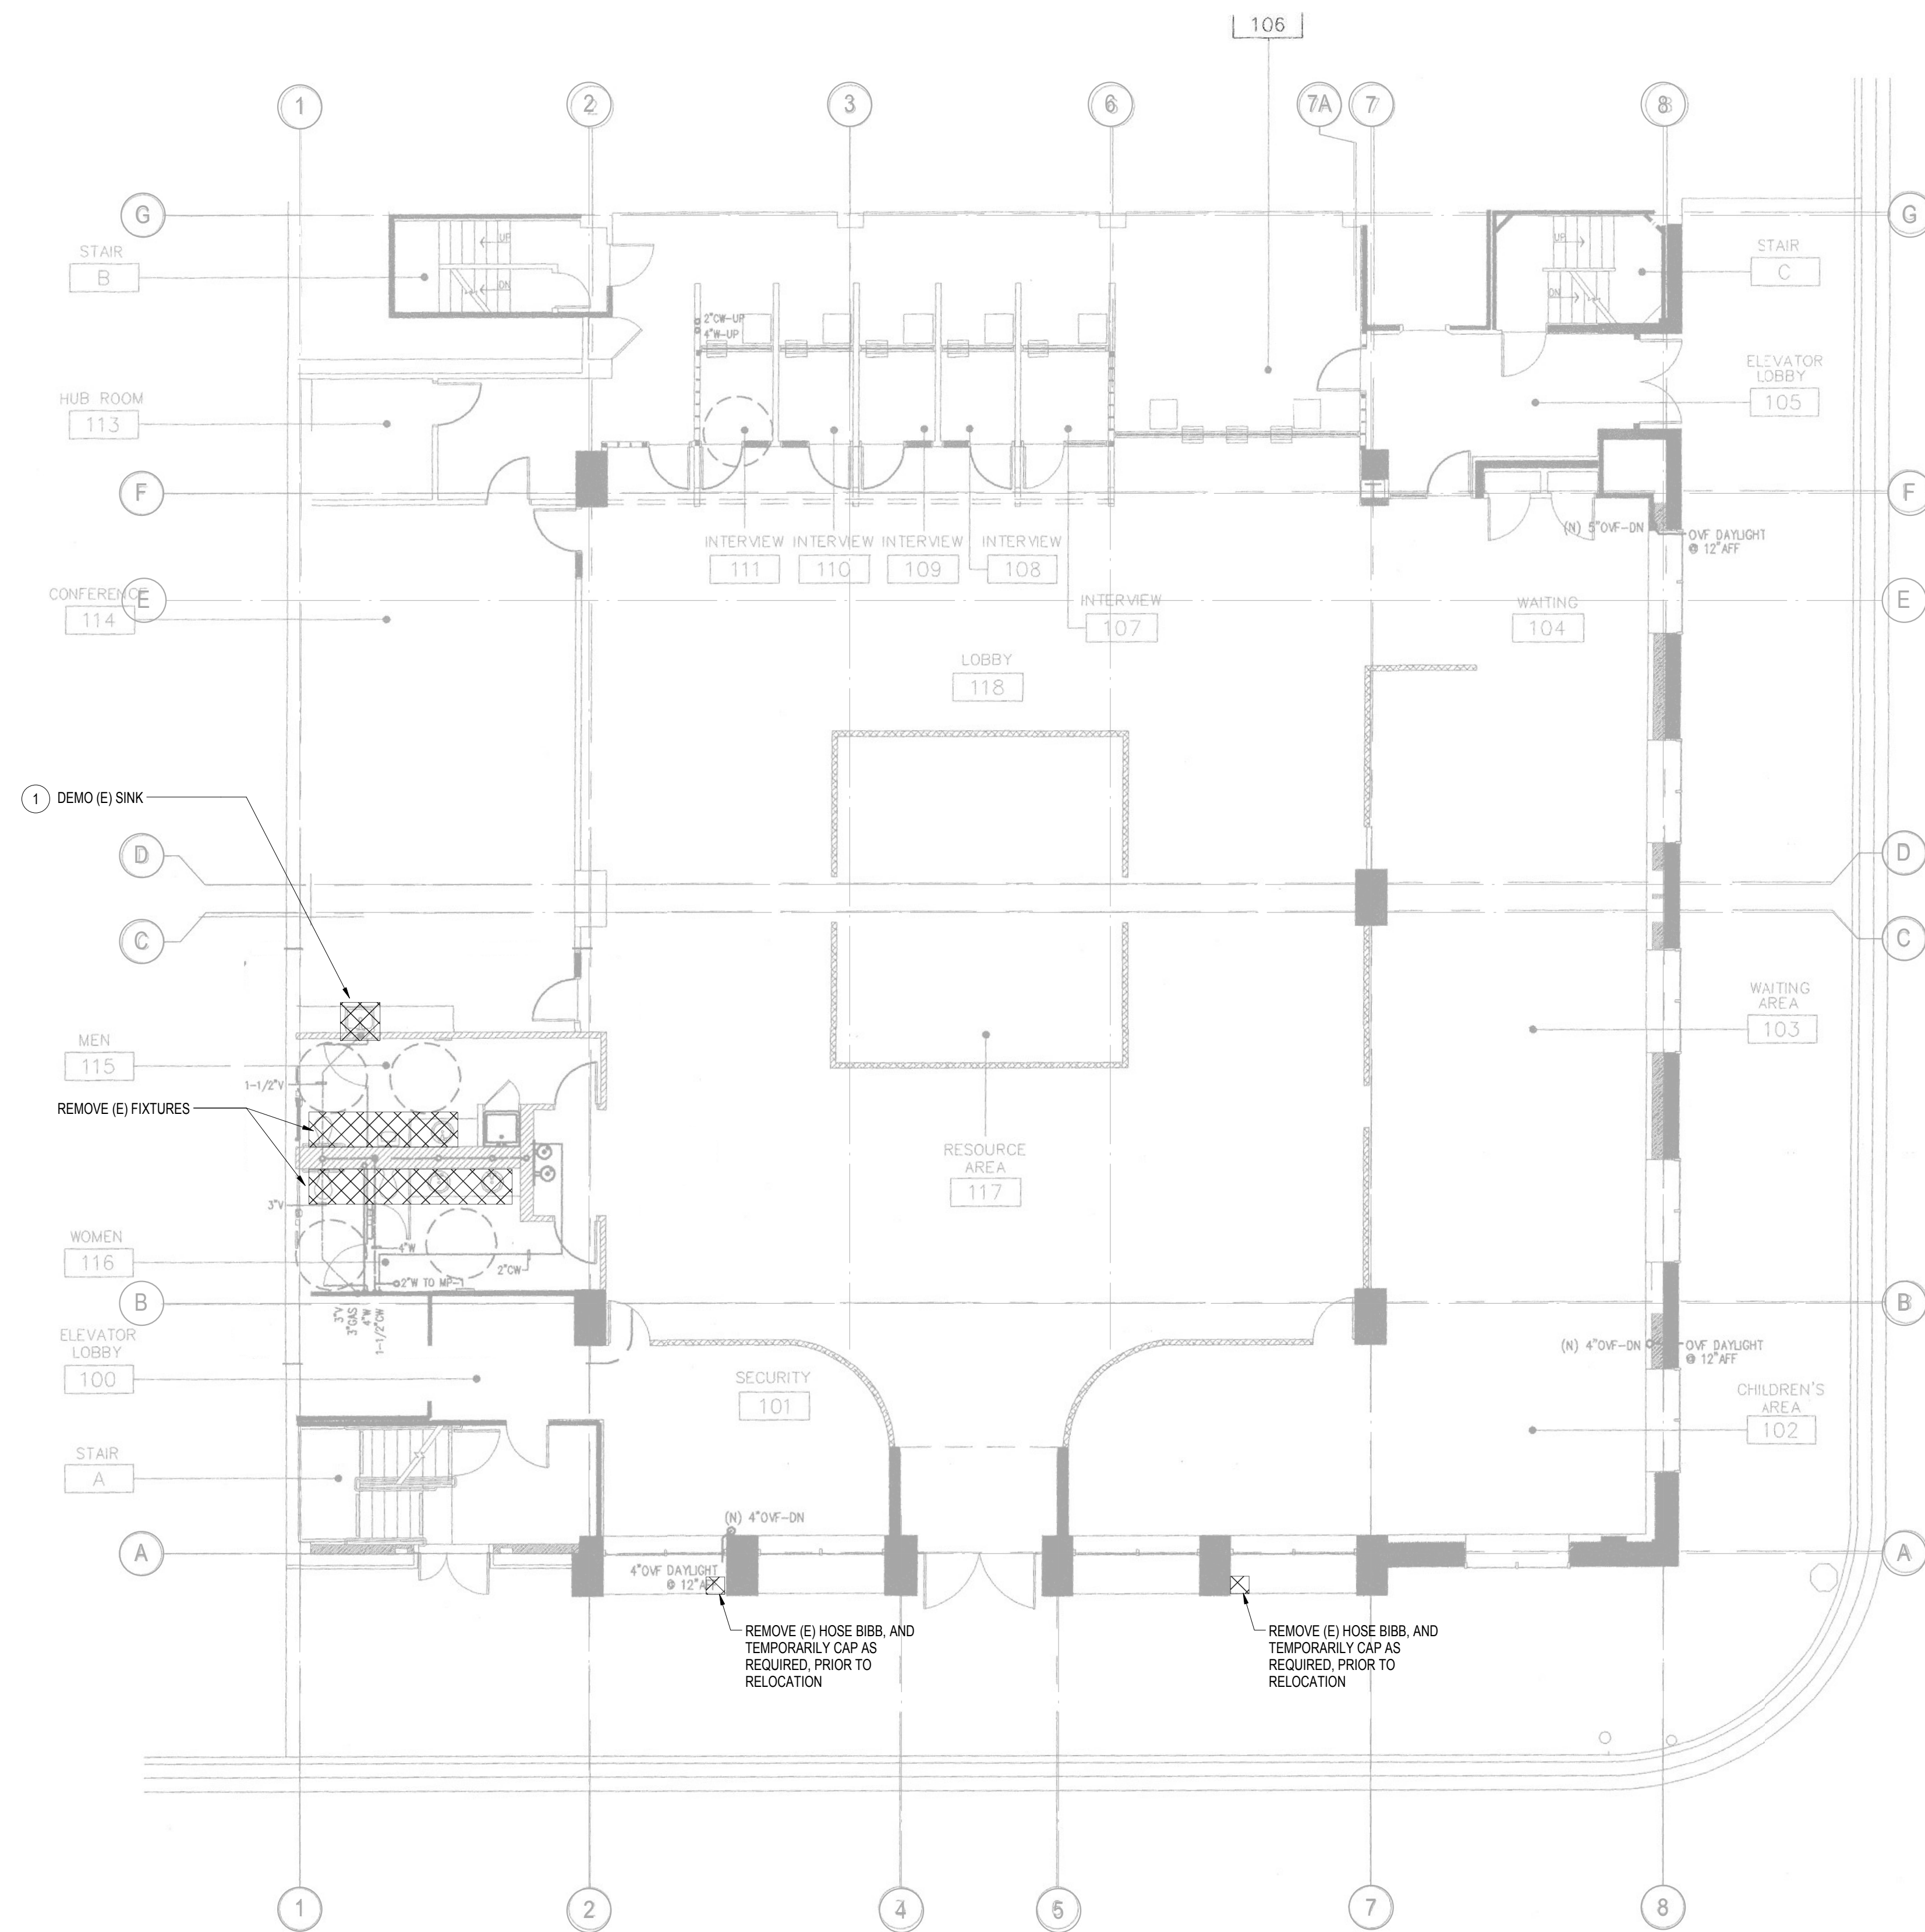 106
1
2
3
6
7A
7
8
G
G
STAIR
B
UP
DN
UP
DN
STAIR
C
2"CW-UP
4"W-UP
HUB ROOM
113
ELEVATOR
LOBBY
105
F
F
(N) 5"OVF-DN
OVF DAYLIGHT
@ 12"AFF
INTERVIEW
111
INTERVIEW
110
INTERVIEW
109
INTERVIEW
108
INTERVIEW
107
CONFERENCE
114
E
E
WAITING
104
LOBBY
118
1
DEMO (E) SINK
D
D
C
C
WAITING
AREA
103
MEN
115
1-1/2"V
REMOVE (E) FIXTURES
RESOURCE
AREA
117
3"V
WOMEN
116
4"W
2"CW
2"W TO MP-1
B
B
3"V
3"GAS
4"W
1-1/2"CW
ELEVATOR
LOBBY
100
(N) 4"OVF-DN
OVF DAYLIGHT
@ 12"AFF
SECURITY
101
CHILDREN'S
AREA
102
STAIR
A
(N) 4"OVF-DN
A
A
4"OVF DAYLIGHT
@ 12"
REMOVE (E) HOSE BIBB, AND
TEMPORARILY CAP AS
REQUIRED, PRIOR TO
RELOCATION
REMOVE (E) HOSE BIBB, AND
TEMPORARILY CAP AS
REQUIRED, PRIOR TO
RELOCATION
1
2
4
5
7
8